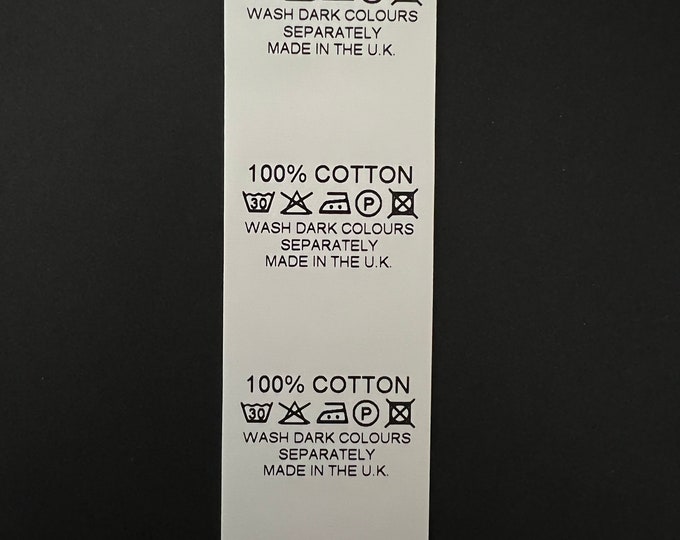 WASH DARK COLOURS
SEPARATELY
MADE IN THE U.K.
100% COTTON
30 P
WASH DARK COLOURS
SEPARATELY
MADE IN THE U.K.
100% COTTON
30 P
WASH DARK COLOURS
SEPARATELY
MADE IN THE U.K.